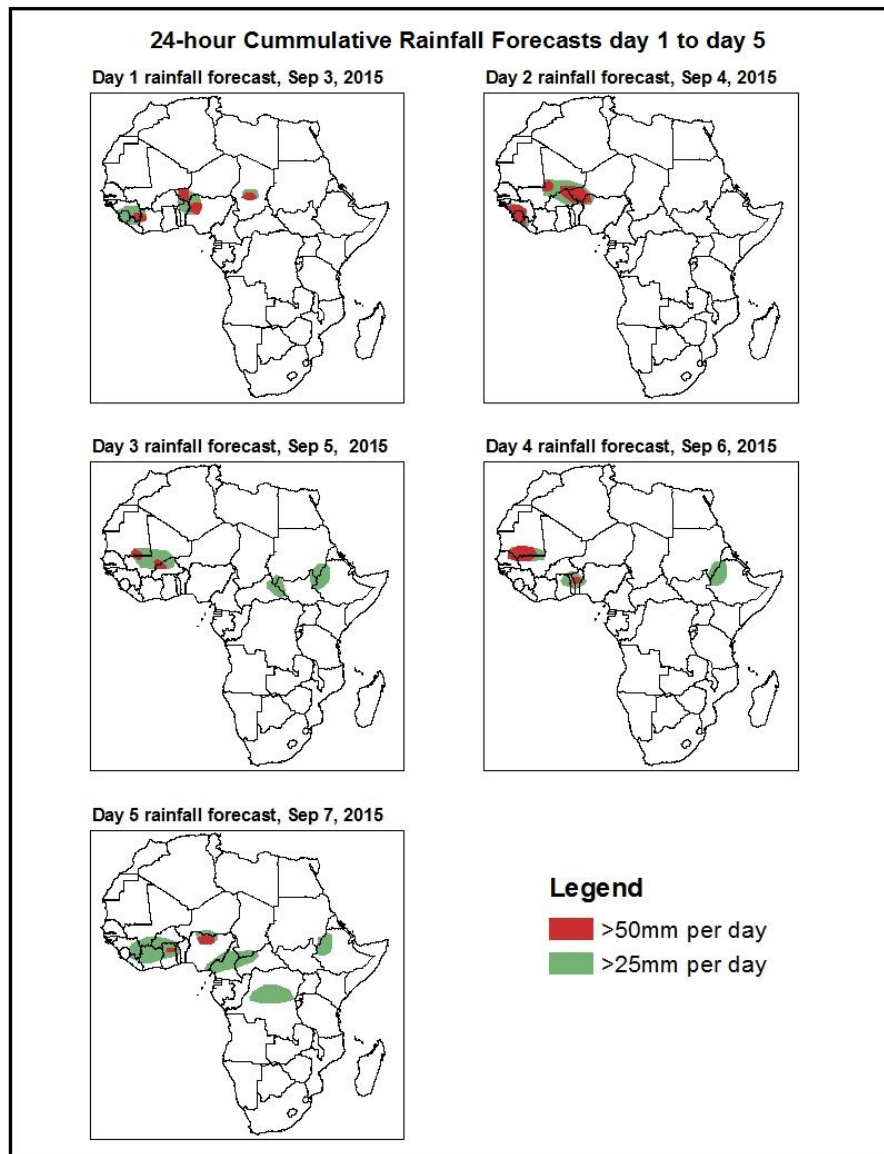 24-hour Cummulative Rainfall Forecasts day 1 to day 5
Day 1 rainfall forecast, Sep 3, 2015
Day 2 rainfall forecast, Sep 4, 2015
Day 3 rainfall forecast, Sep 5, 2015
Day 4 rainfall forecast, Sep 6, 2015
Day 5 rainfall forecast, Sep 7, 2015
Legend
>50mm per day
>25mm per day